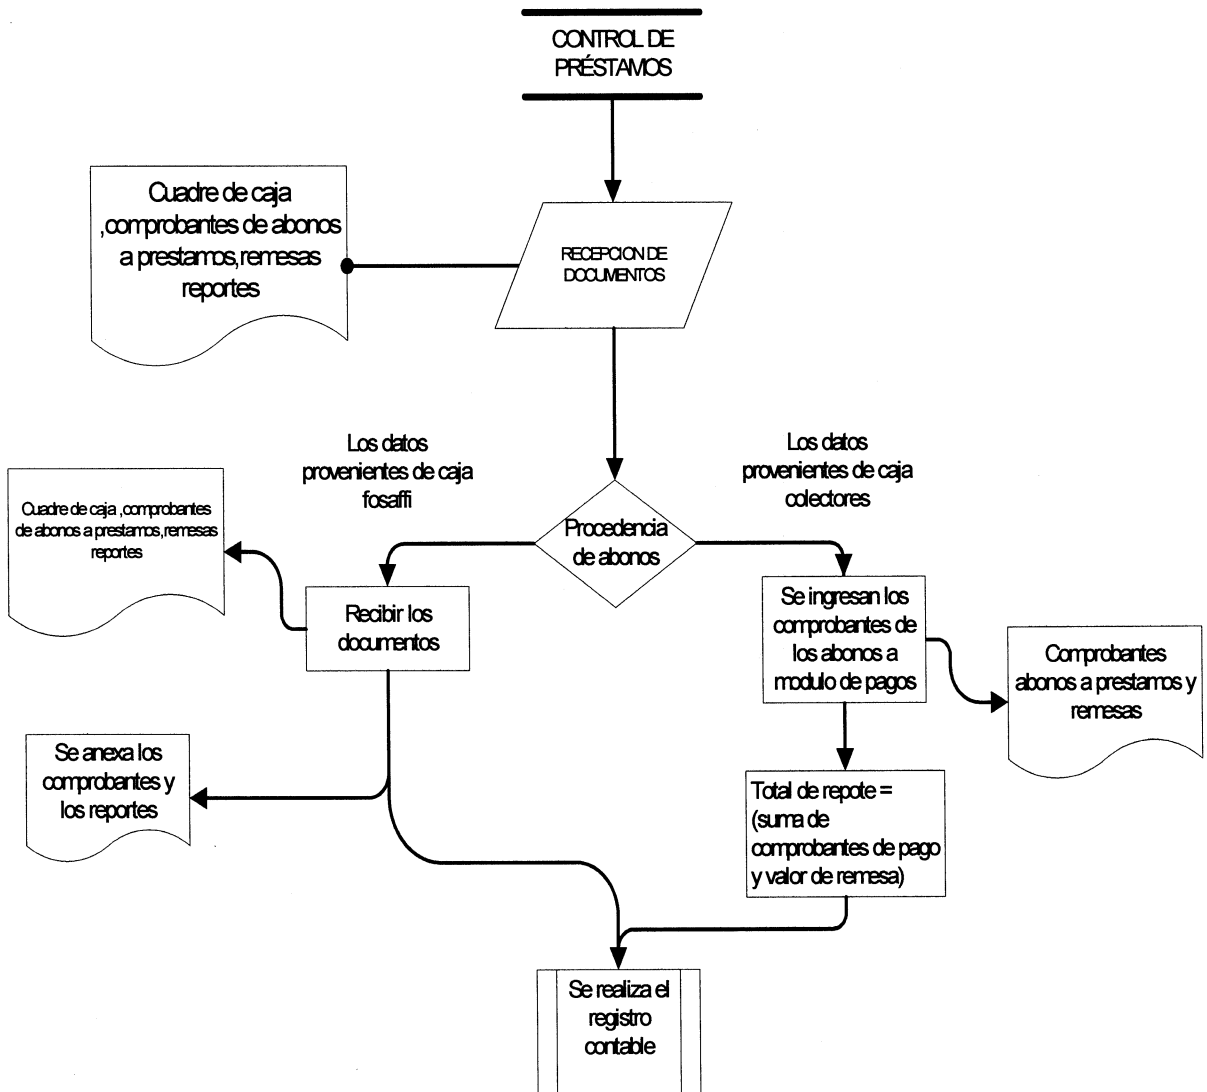 CONTROL DE
PRÉSTAMOS
Cuadre de caja
,comprobantes de abonos
a prestamos,remesas
reportes
RECEPCION DE
DOCUMENTOS
Los datos
provenientes de caja
fosaffi
Los datos
provenientes de caja
colectores
Cuadre de caja ,comprobantes
de abonos a prestamos,remesas
reportes
Procedencia
de abonos
Recibir los
documentos
Se ingresan los
comprobantes de
los abonos a
modulo de pagos
Comprobantes
abonos a prestamos y
remesas
Se anexa los
comprobantes y
los reportes
Total de repote =
(suma de
comprobantes de pago
y valor de remesa)
Se realiza el
registro
contable